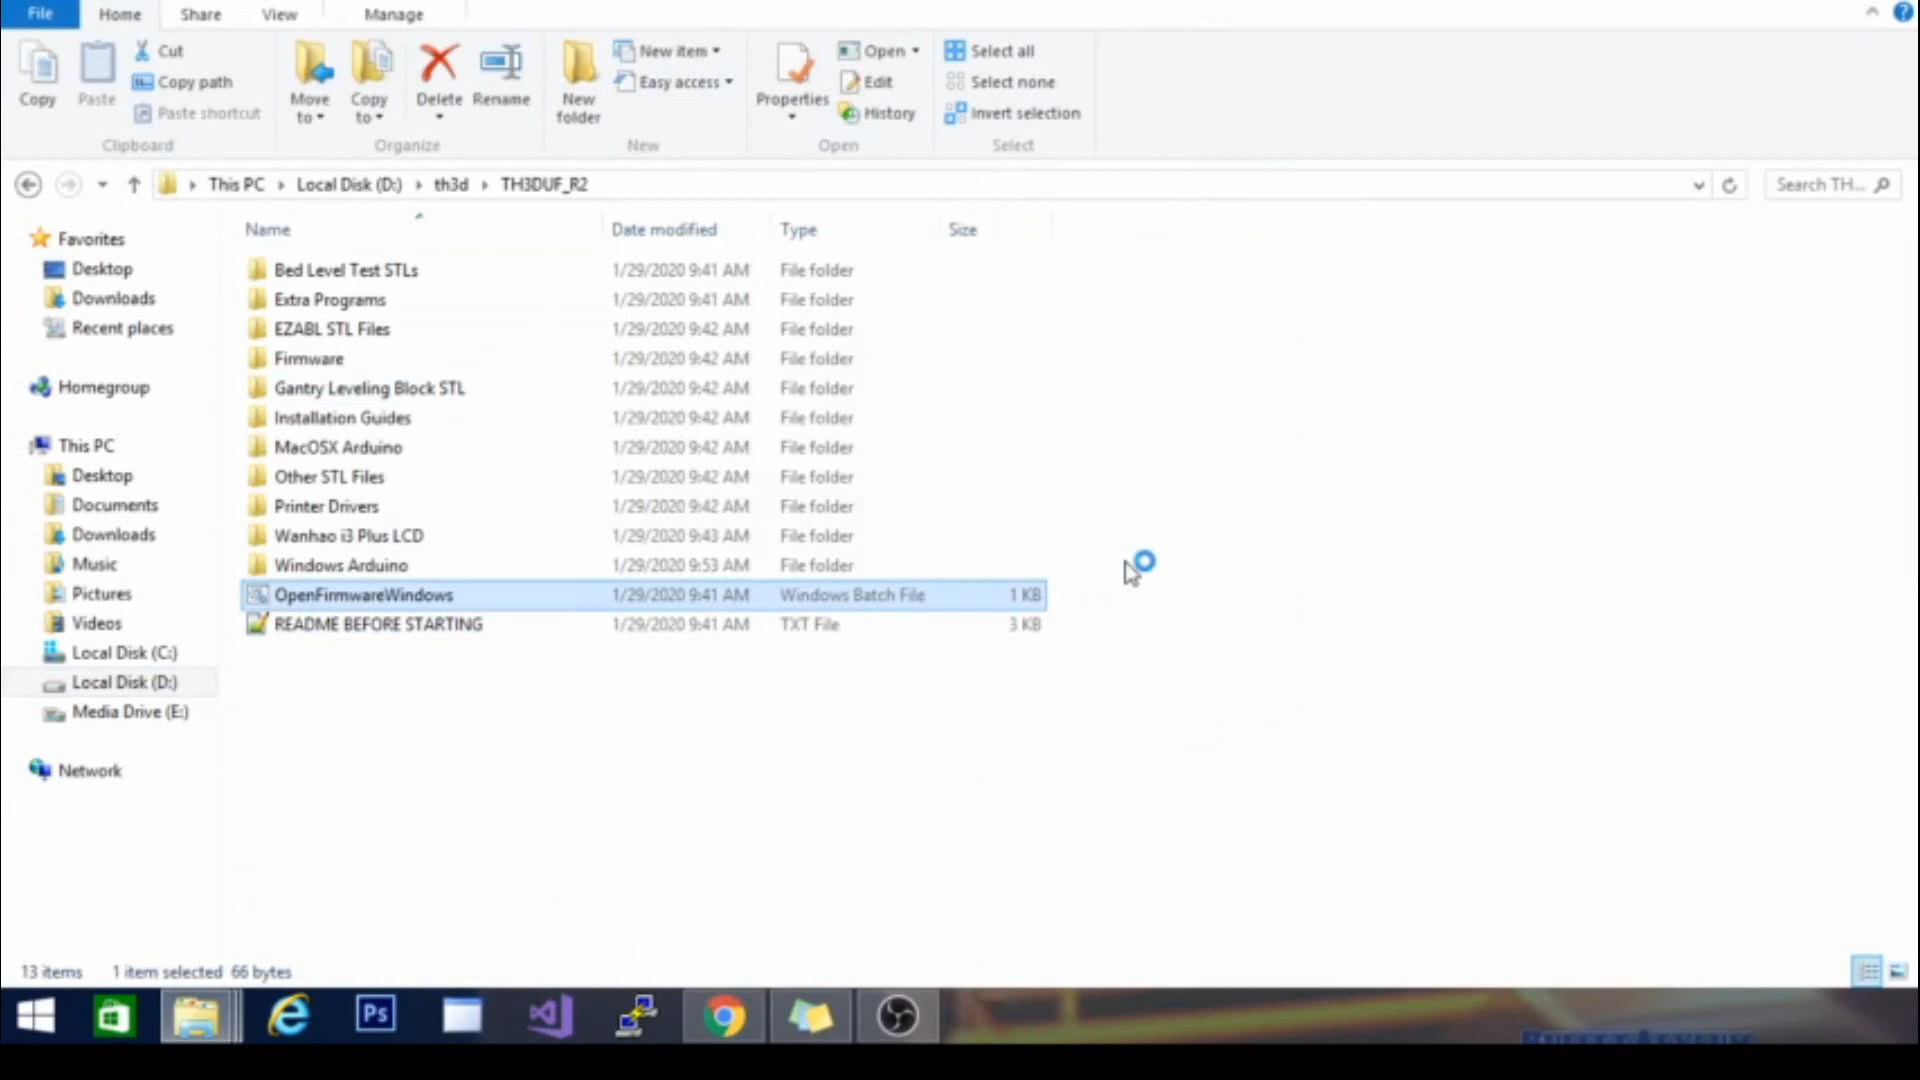 File Home Share View Manage
Copy Paste Cut Copy path Paste shortcut
Move to Copy to Delete Rename
New folder New item Easy access
Properties Open Edit History
Select all Select none Invert selection
Clipboard Organize New Open Select
This PC Local Disk (D:) th3d TH3DUF_R2 Search TH...
Favorites
Desktop
Downloads
Recent places
Homegroup
This PC
Desktop
Documents
Downloads
Music
Pictures
Videos
Local Disk (C:)
Local Disk (D:)
Media Drive (E:)
Network
Name Date modified Type Size
Bed Level Test STLs 1/29/2020 9:41 AM File folder
Extra Programs 1/29/2020 9:41 AM File folder
EZABL STL Files 1/29/2020 9:42 AM File folder
Firmware 1/29/2020 9:42 AM File folder
Gantry Leveling Block STL 1/29/2020 9:42 AM File folder
Installation Guides 1/29/2020 9:42 AM File folder
MacOSX Arduino 1/29/2020 9:42 AM File folder
Other STL Files 1/29/2020 9:42 AM File folder
Printer Drivers 1/29/2020 9:42 AM File folder
Wanhao i3 Plus LCD 1/29/2020 9:43 AM File folder
Windows Arduino 1/29/2020 9:53 AM File folder
OpenFirmwareWindows 1/29/2020 9:41 AM Windows Batch File 1 KB
README BEFORE STARTING 1/29/2020 9:41 AM TXT File 3 KB
13 items 1 item selected 66 bytes
Ps